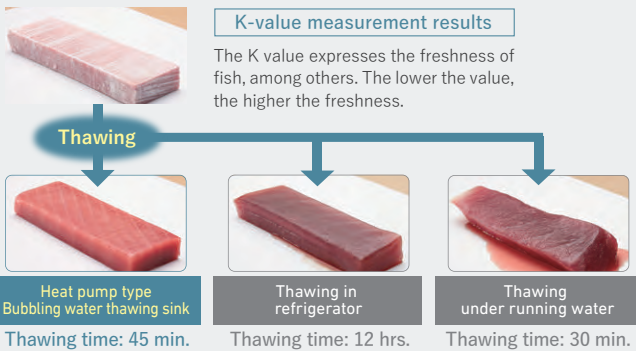 K-value measurement results
The K value expresses the freshness of
fish, among others. The lower the value,
the higher the freshness.
Thawing
Heat pump type
Bubbling water thawing sink
Thawing time: 45 min.
Thawing in
refrigerator
Thawing time: 12 hrs.
Thawing
under running water
Thawing time: 30 min.